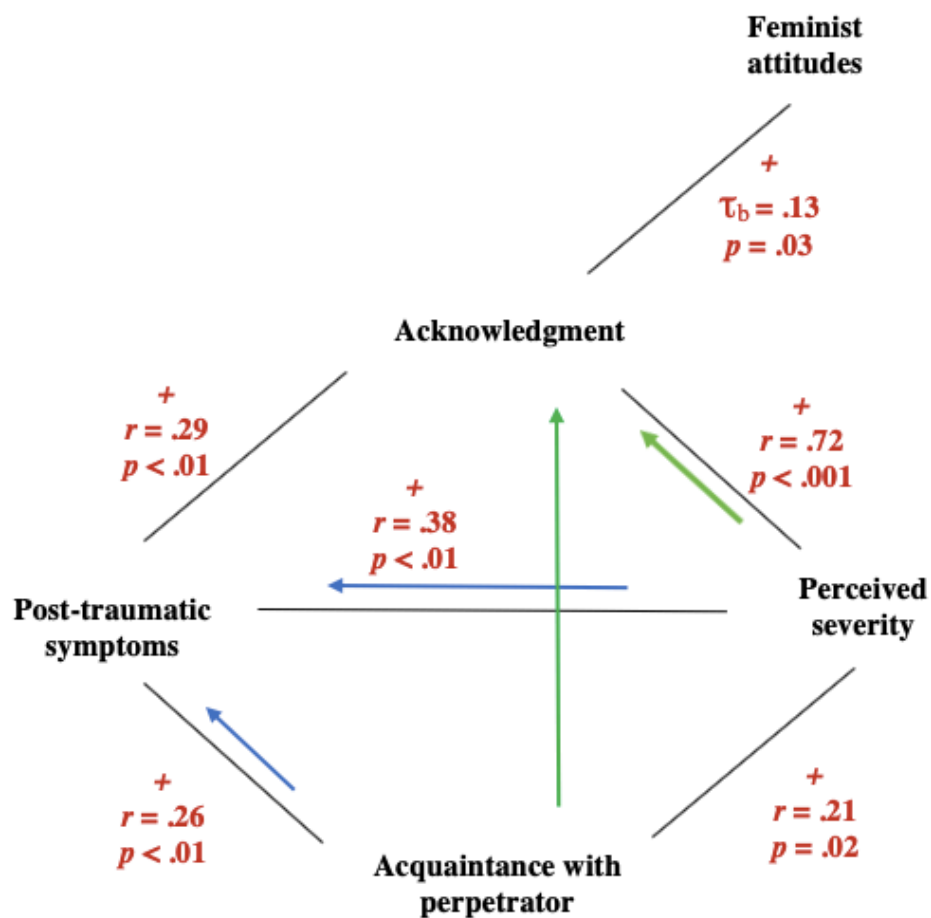 Feminist
attitudes
+
τb = .13
p = .03
Acknowledgment
+
r = .29
p < .01
+
r = .72
p < .001
+
r = .38
p < .01
Post-traumatic
symptoms
Perceived
severity
+
r = .26
p < .01
+
r = .21
p = .02
Acquaintance with
perpetrator